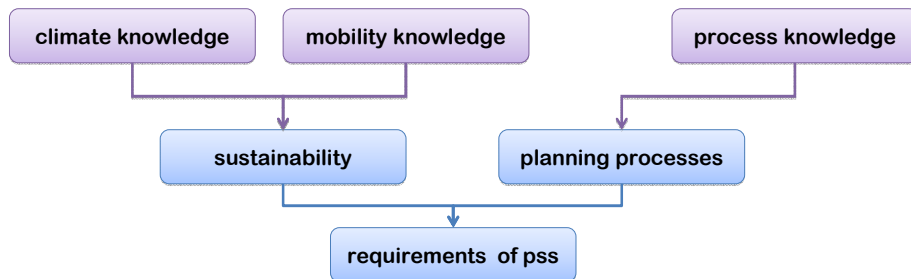 climate knowledge
mobility knowledge
process knowledge
sustainability
planning processes
requirements of pss